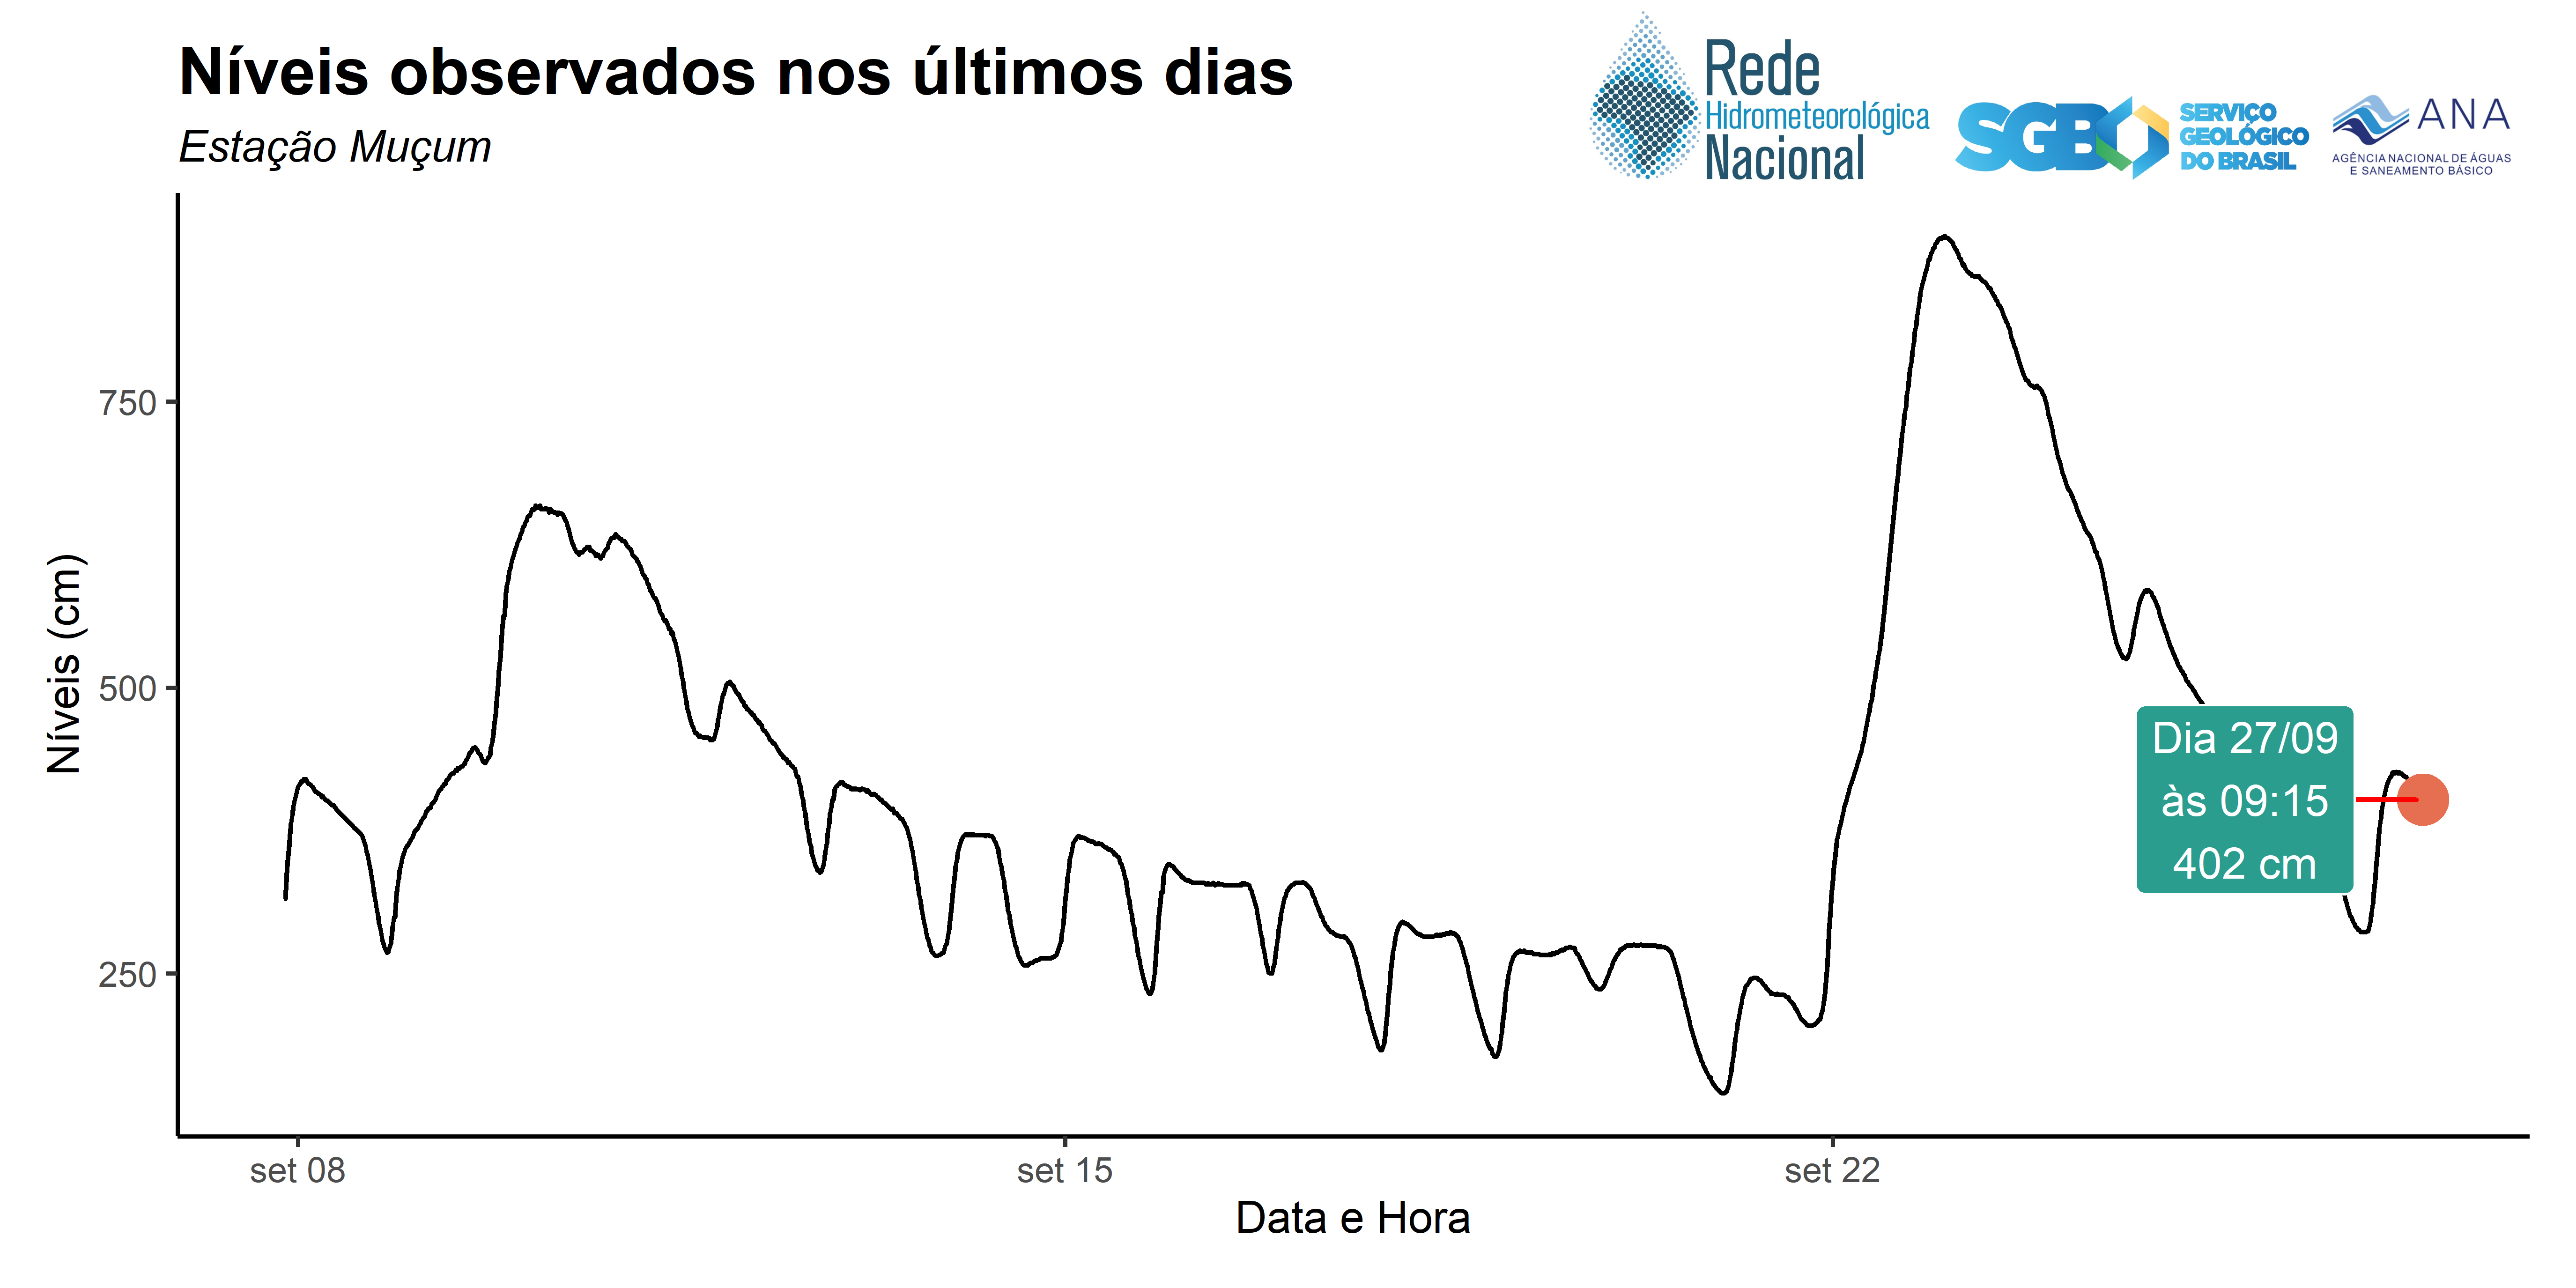 Níveis observados nos últimos dias
Estação Muçum
Rede
Hidrometeorológica
Nacional
SGB
SERVIÇO
GEOLÓGICO
DO BRASIL
ANA
AGÊNCIA NACIONAL DE ÁGUAS
E SANEAMENTO BÁSICO
Níveis (cm)
750
500
250
Dia 27/09
às 09:15
402 cm
set 08
set 15
set 22
Data e Hora